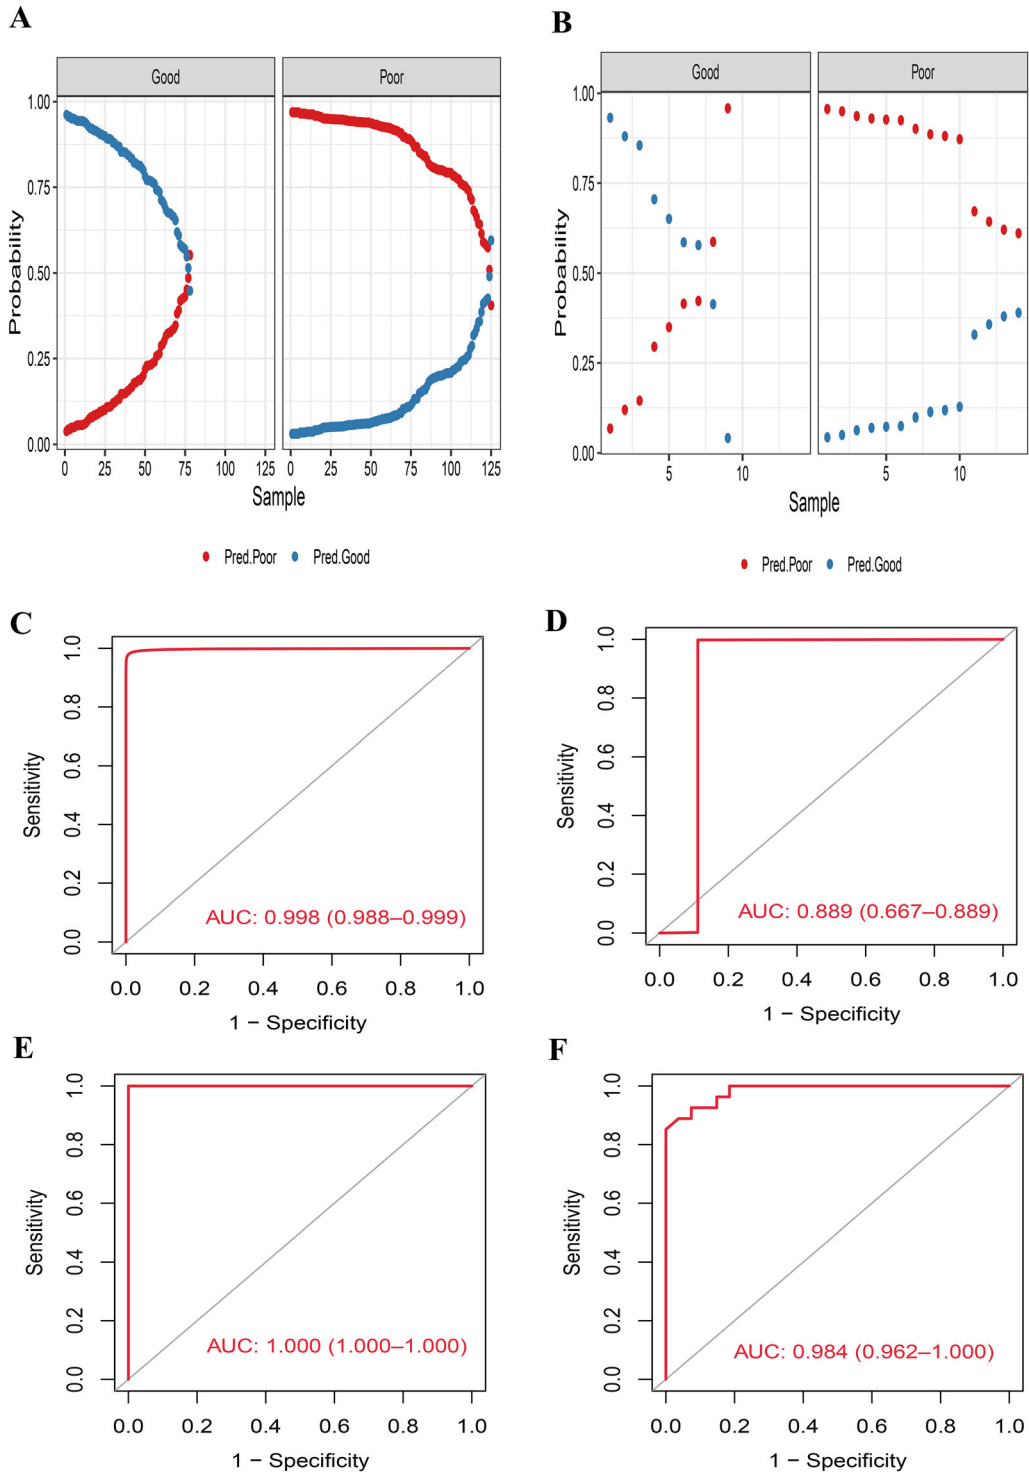 A
Good
Poor
1.00
0.75
0.50
0.25
0.00
Probability
0 25 50 75 100 125
0 25 50 75 100 125
Sample
Pred.Poor Pred.Good
B
Good
Poor
1.00
0.75
0.50
0.25
0.00
Probability
5 10
5 10
Sample
Pred.Poor Pred.Good
C
1.0
0.8
0.6
0.4
0.2
0.0
Sensitivity
AUC: 0.998 (0.988–0.999)
0.0 0.2 0.4 0.6 0.8 1.0
1 − Specificity
D
1.0
0.8
0.6
0.4
0.2
0.0
Sensitivity
AUC: 0.889 (0.667–0.889)
0.0 0.2 0.4 0.6 0.8 1.0
1 − Specificity
E
1.0
0.8
0.6
0.4
0.2
0.0
Sensitivity
AUC: 1.000 (1.000–1.000)
0.0 0.2 0.4 0.6 0.8 1.0
1 − Specificity
F
1.0
0.8
0.6
0.4
0.2
0.0
Sensitivity
AUC: 0.984 (0.962–1.000)
0.0 0.2 0.4 0.6 0.8 1.0
1 − Specificity